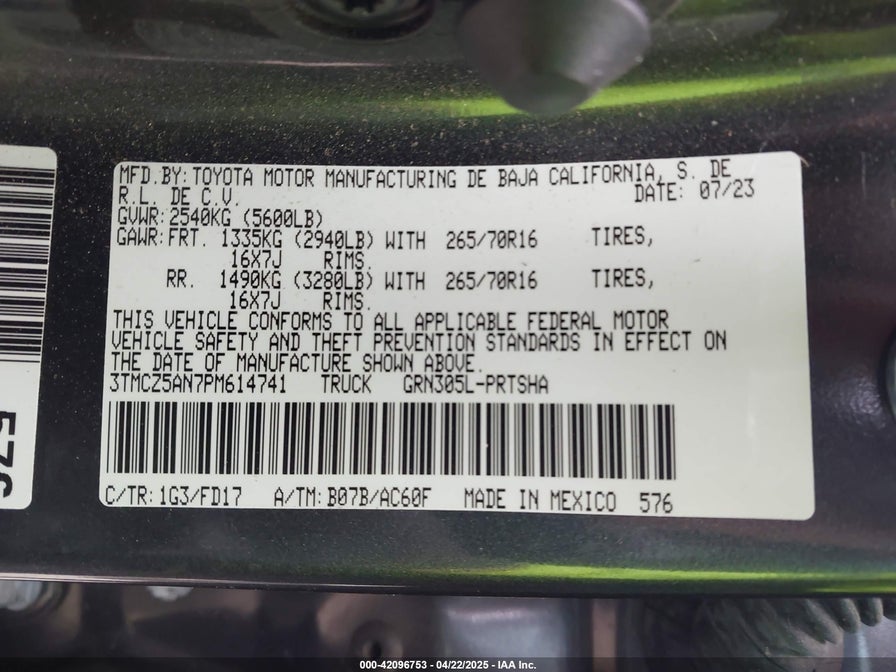 MFD.BY:TOYOTA MOTOR MANUFACTURING DE BAJA CALIFORNIA, S. DE
R.L. DE C.V. DATE: 07/23
GVWR:2540KG (5600LB)
GAWR:FRT. 1335KG (2940LB) WITH 265/70R16 TIRES,
16X7J RIMS.
RR. 1490KG (3280LB) WITH 265/70R16 TIRES,
16X7J RIMS.
THIS VEHICLE CONFORMS TO ALL APPLICABLE FEDERAL MOTOR
VEHICLE SAFETY AND THEFT PREVENTION STANDARDS IN EFFECT ON
THE DATE OF MANUFACTURE SHOWN ABOVE.
3TMCZ5AN7PM614741 TRUCK GRN305L-PRTSHA
C/TR:1G3/FD17 A/TM:B07B/AC60F MADE IN MEXICO 576
576
000-42096753 - 04/22/2025 - IAA Inc.